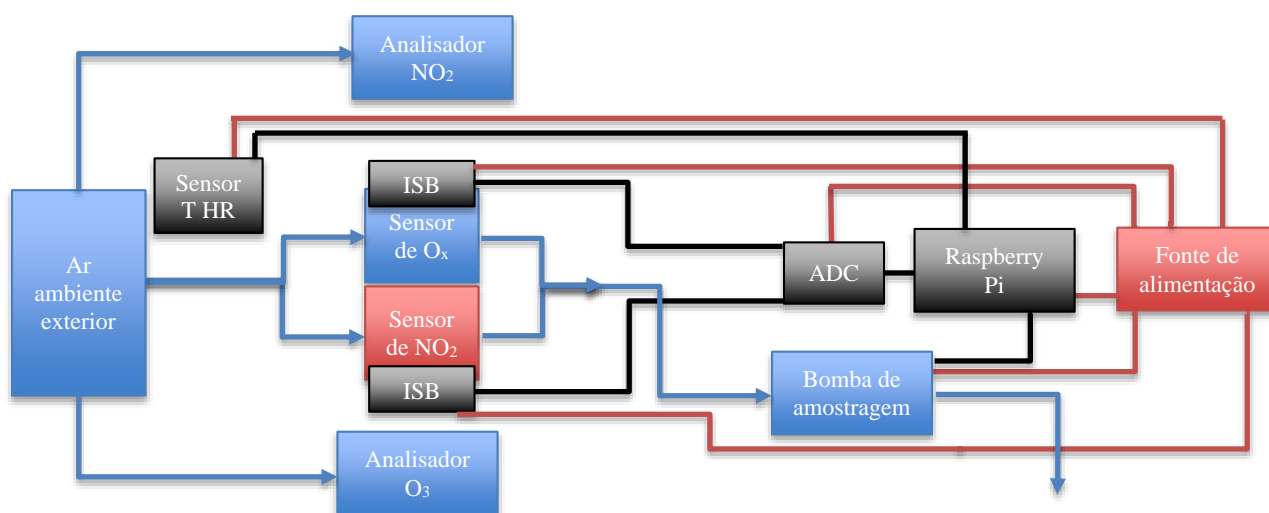 Analisador
NO₂
Sensor
T HR
ISB
Sensor
de Oₓ
Ar
ambiente
exterior
ADC
Raspberry
Pi
Fonte de
alimentação
Sensor
de NO₂
ISB
Bomba de
amostragem
Analisador
O₃